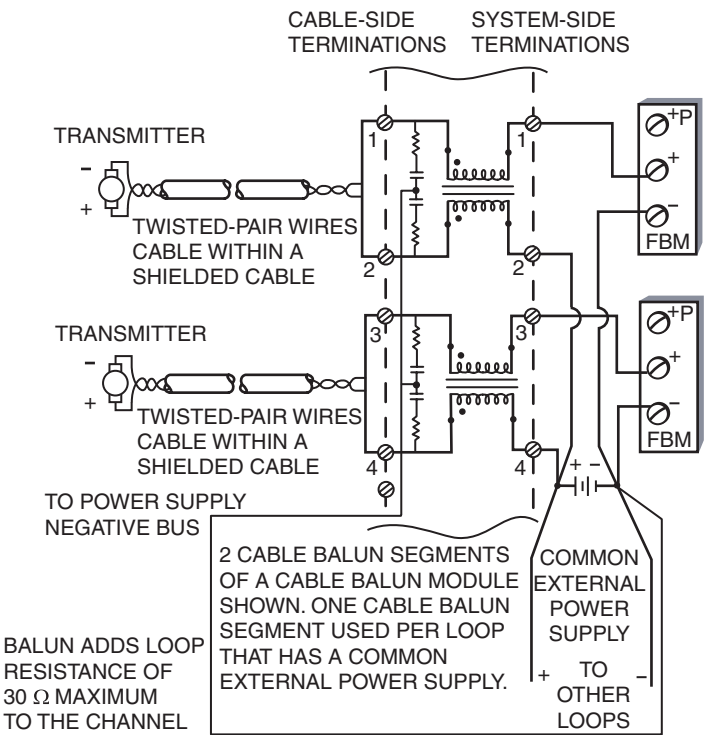 CABLE-SIDE
TERMINATIONS
SYSTEM-SIDE
TERMINATIONS
TRANSMITTER
-
+
TWISTED-PAIR WIRES
CABLE WITHIN A
SHIELDED CABLE
1
2
1
2
+P
+
-
FBM
TRANSMITTER
-
+
TWISTED-PAIR WIRES
CABLE WITHIN A
SHIELDED CABLE
3
4
3
4
+P
+
-
FBM
TO POWER SUPPLY
NEGATIVE BUS
+ -
2 CABLE BALUN SEGMENTS
OF A CABLE BALUN MODULE
SHOWN. ONE CABLE BALUN
SEGMENT USED PER LOOP
THAT HAS A COMMON
EXTERNAL POWER SUPPLY.
COMMON
EXTERNAL
POWER
SUPPLY
+ TO -
OTHER
LOOPS
BALUN ADDS LOOP
RESISTANCE OF
30 Ω MAXIMUM
TO THE CHANNEL